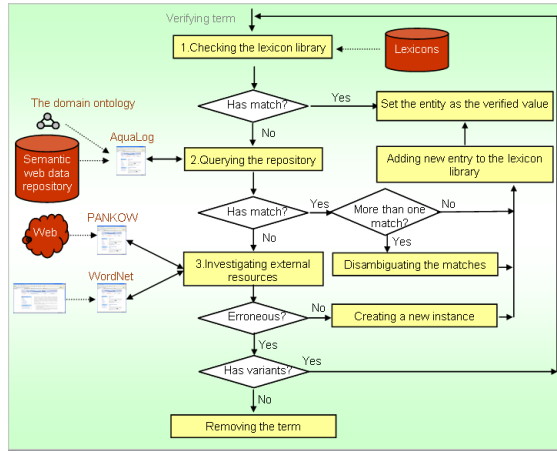 Verifying term
1.Checking the lexicon library
Lexicons
Has match?
Yes
Set the entity as the verified value
The domain ontology
No
AquaLog
Semantic
web data
repository
2.Querying the repository
Adding new entry to the lexicon
library
Has match?
Yes
More than one
match?
No
Web
PANKOW
No
Yes
3.Investigating external
resources
Disambiguating the matches
WordNet
Erroneous?
No
Creating a new instance
Yes
Has variants?
Yes
No
Removing the term